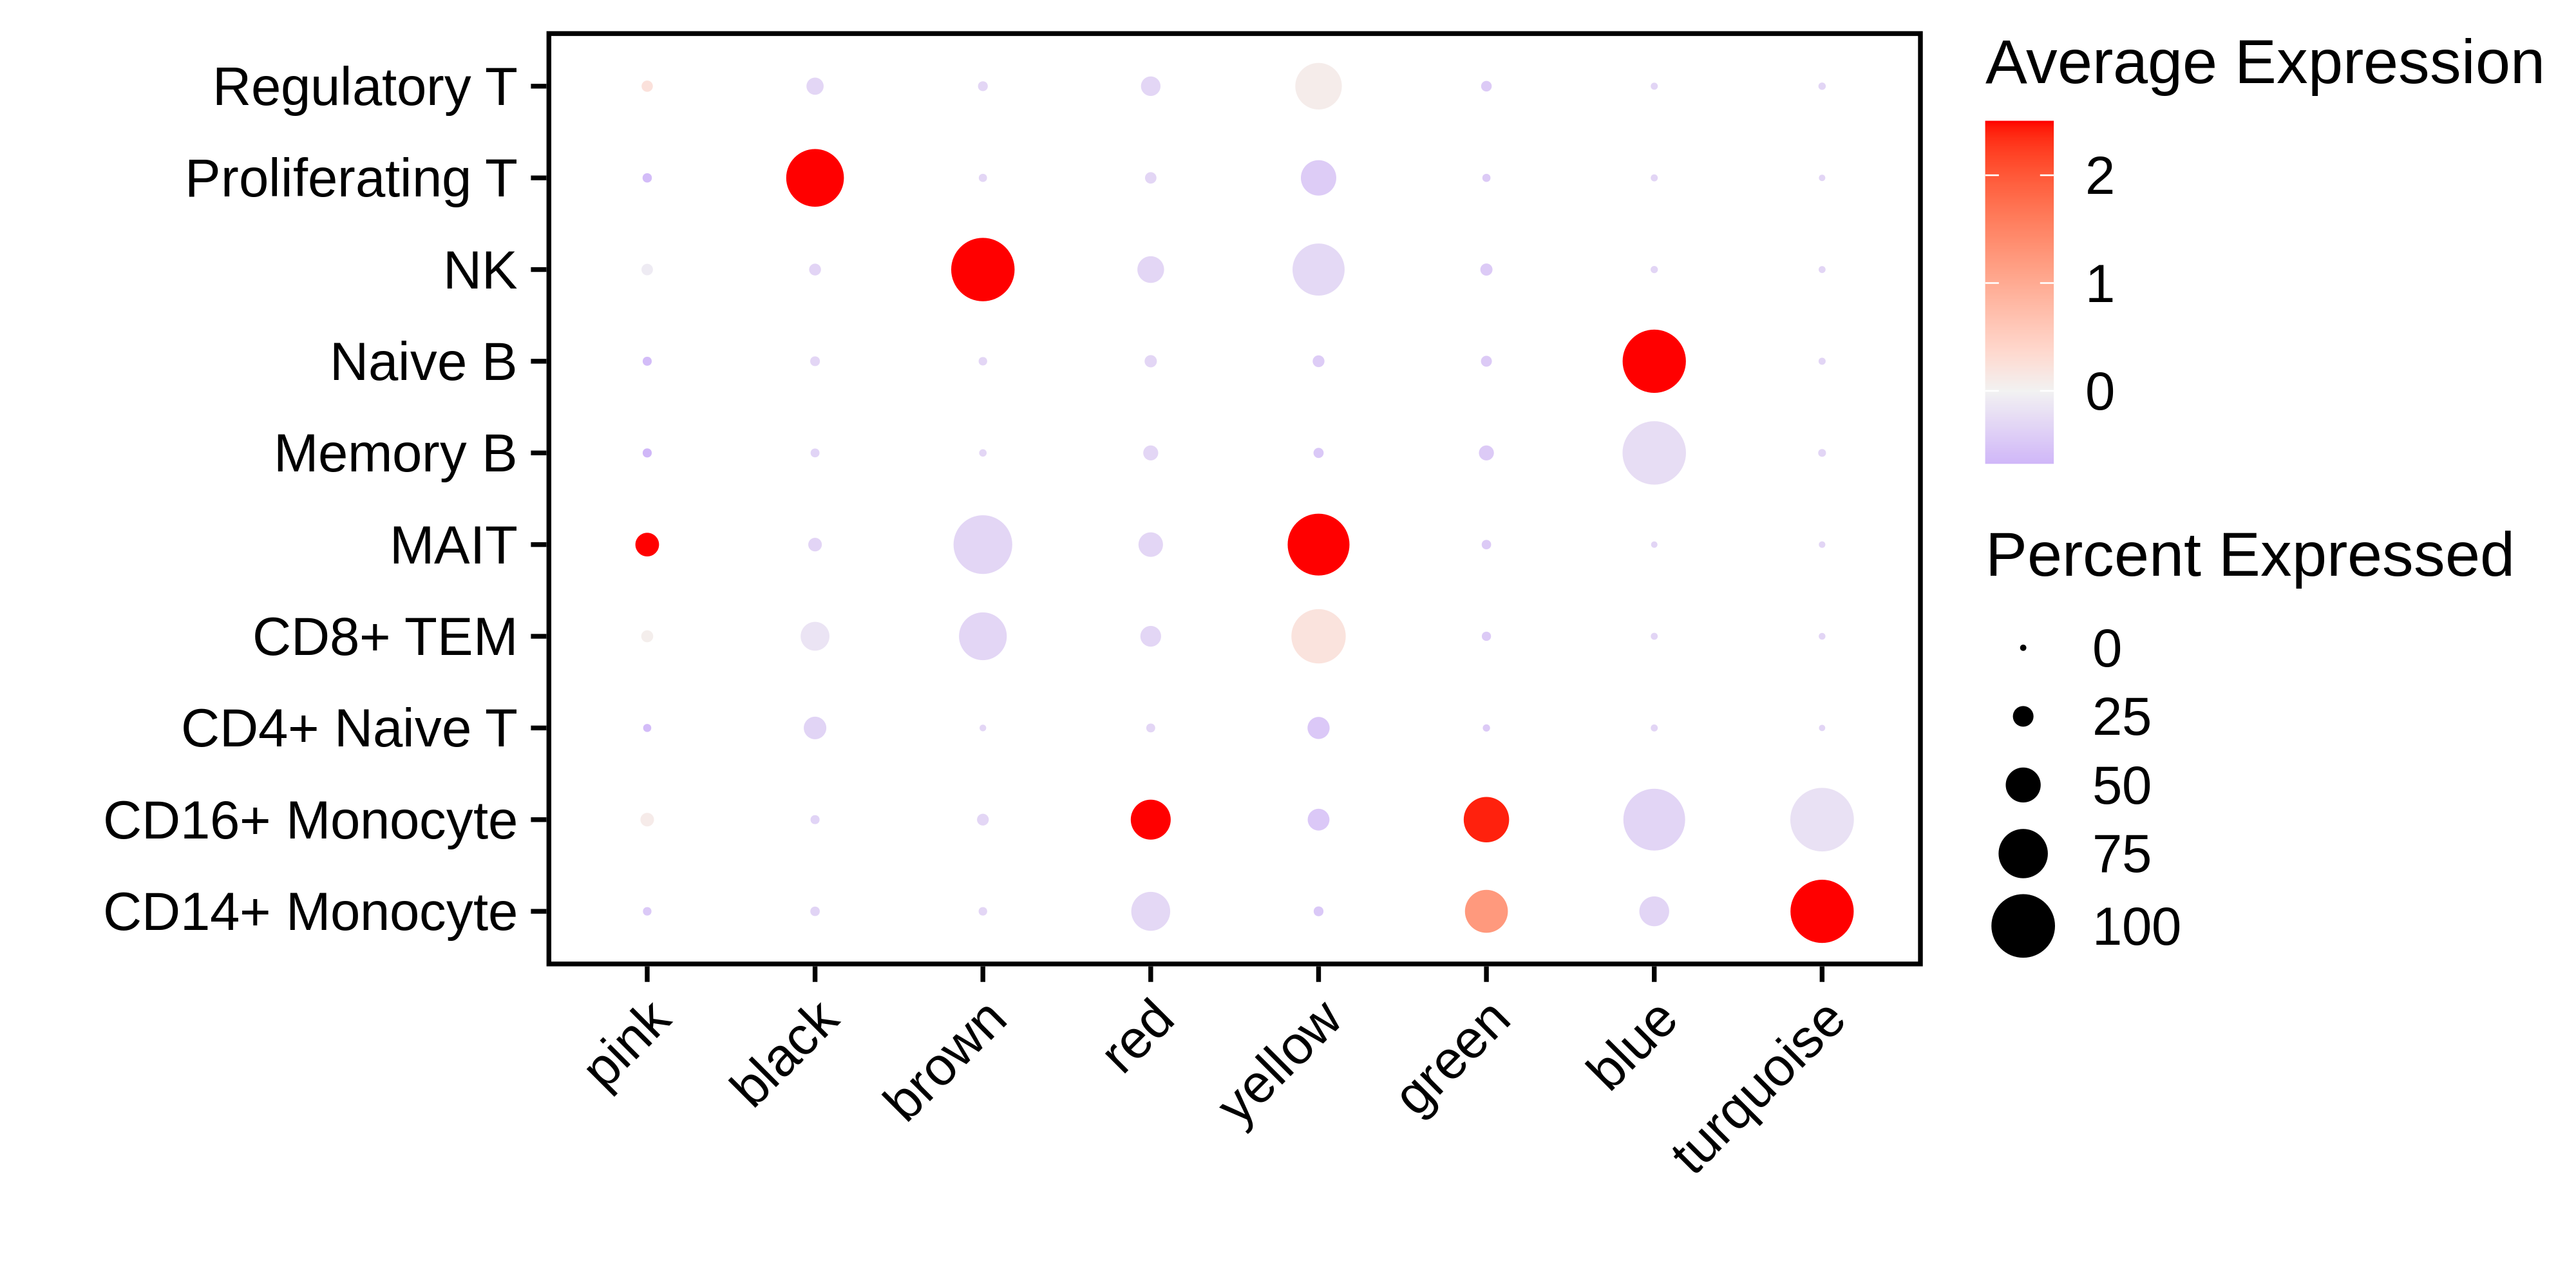 Regulatory T
Proliferating T
NK
Naive B
Memory B
MAIT
CD8+ TEM
CD4+ Naive T
CD16+ Monocyte
CD14+ Monocyte
pink
black
brown
red
yellow
green
blue
turquoise
Average Expression
2
1
0
Percent Expressed
0
25
50
75
100